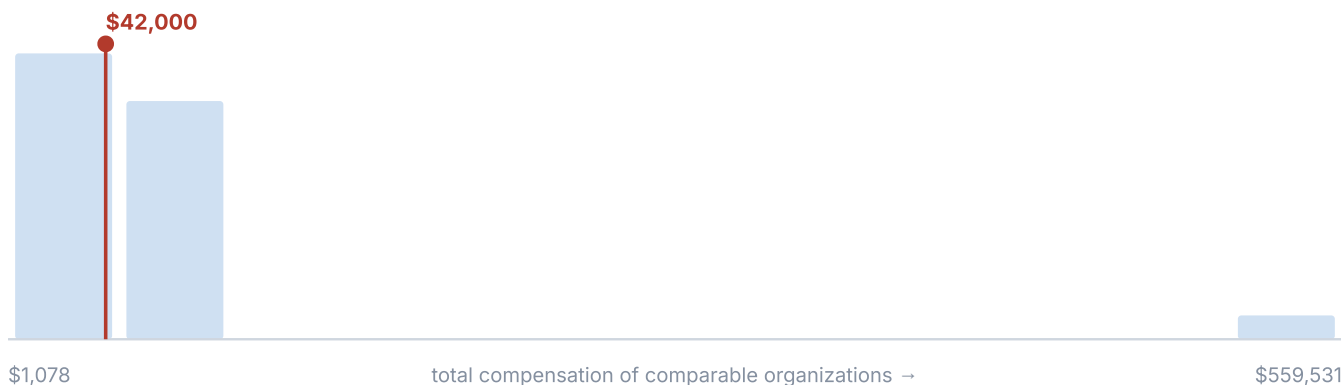 $42,000
$1,078
total compensation of comparable organizations →
$559,531